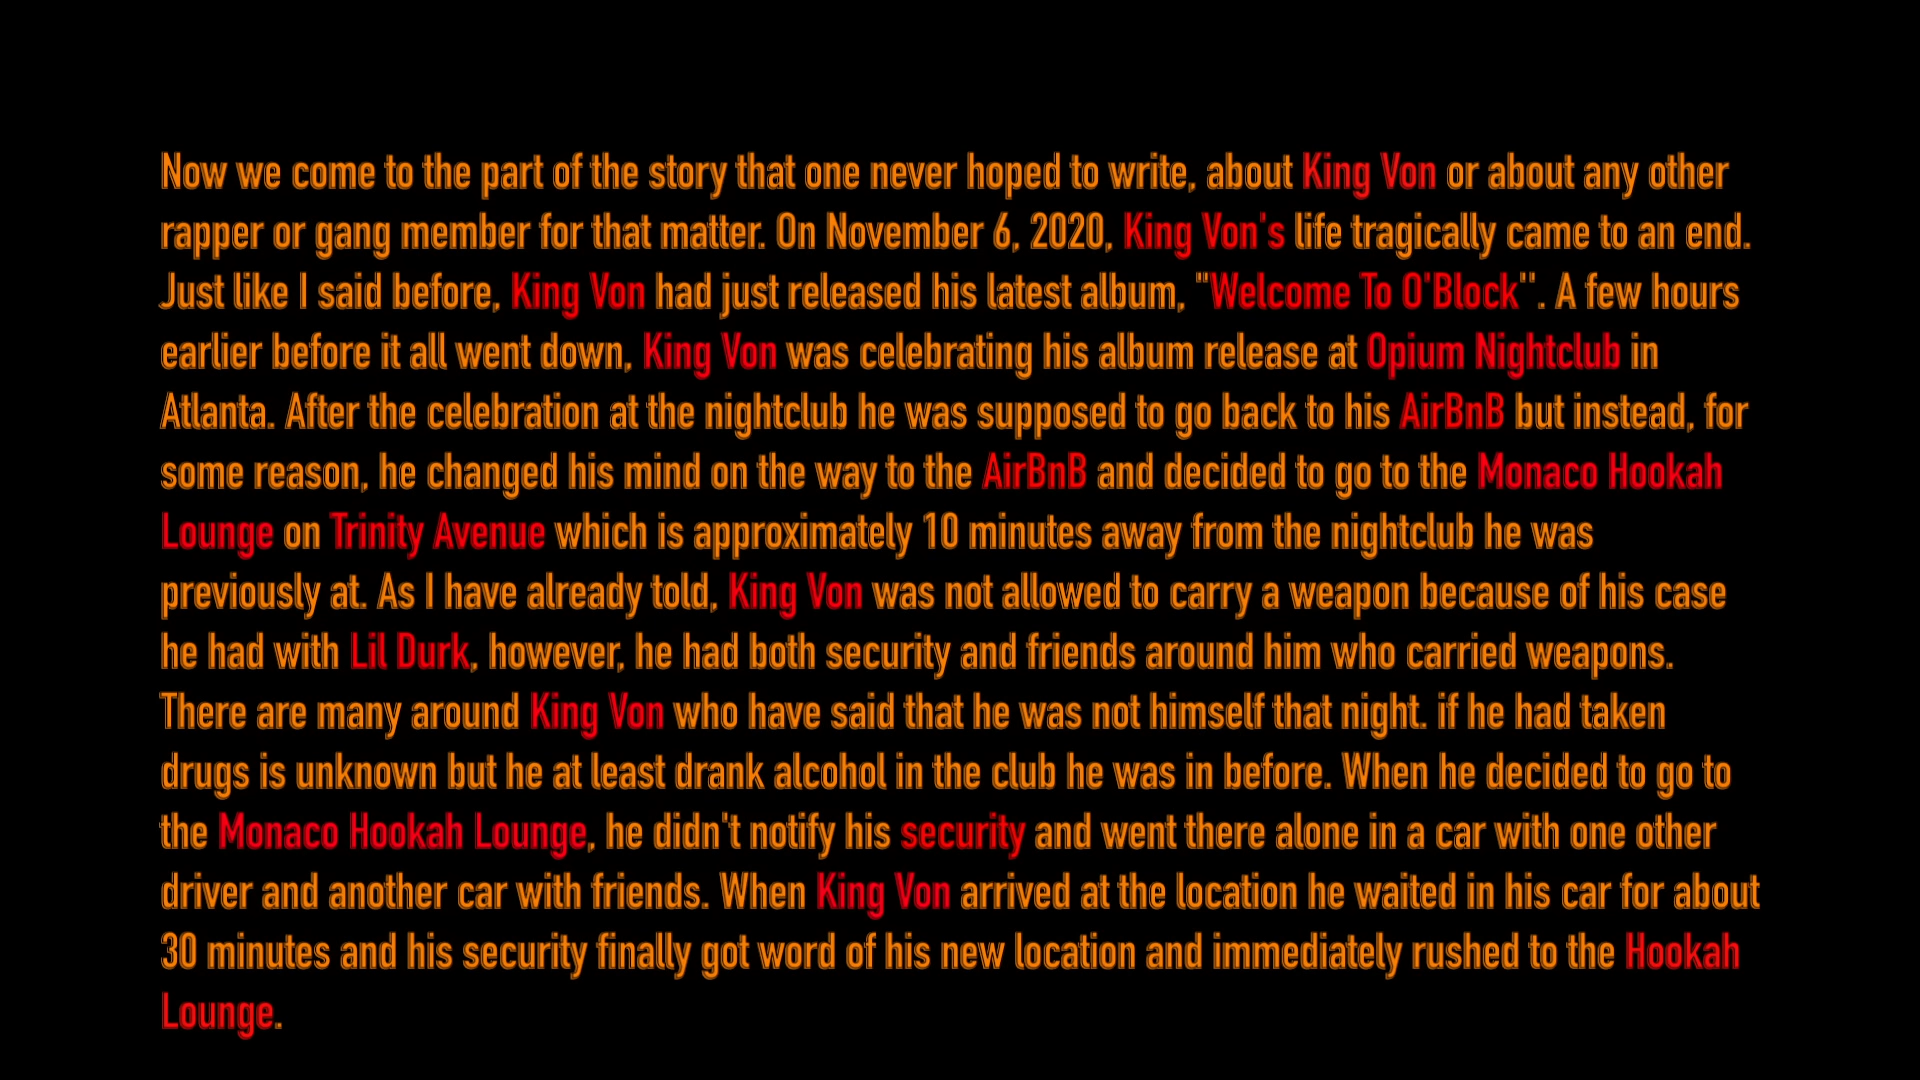 Now we come to the part of the story that one never hoped to write, about King Von or about any other
rapper or gang member for that matter. On November 6, 2020, King Von's life tragically came to an end.
Just like I said before, King Von had just released his latest album, "Welcome To O'Block". A few hours
earlier before it all went down, King Von was celebrating his album release at Opium Nightclub in
Atlanta. After the celebration at the nightclub he was supposed to go back to his AirBnB but instead, for
some reason, he changed his mind on the way to the AirBnB and decided to go to the Monaco Hookah
Lounge on Trinity Avenue which is approximately 10 minutes away from the nightclub he was
previously at. As I have already told, King Von was not allowed to carry a weapon because of his case
he had with Lil Durk, however, he had both security and friends around him who carried weapons.
There are many around King Von who have said that he was not himself that night. if he had taken
drugs is unknown but he at least drank alcohol in the club he was in before. When he decided to go to
the Monaco Hookah Lounge, he didn't notify his security and went there alone in a car with one other
driver and another car with friends. When King Von arrived at the location he waited in his car for about
30 minutes and his security finally got word of his new location and immediately rushed to the Hookah
Lounge.